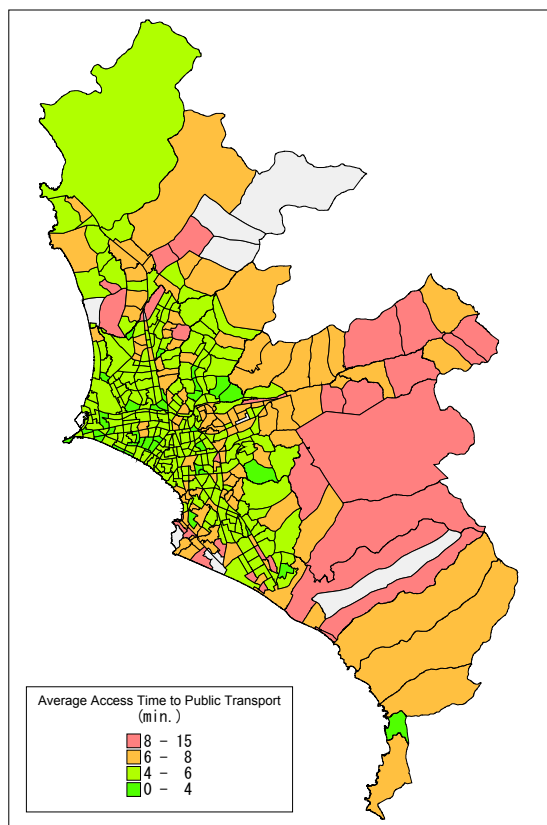 Average Access Time to Public Transport
(min.)
8 - 15
6 - 8
4 - 6
0 - 4